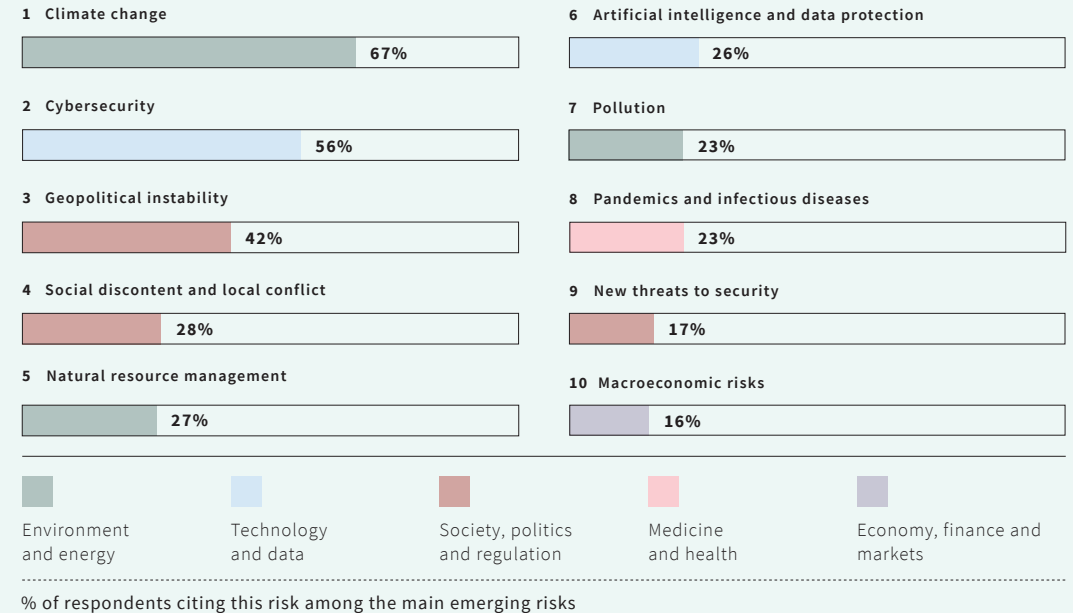 1 Climate change
67%
2 Cybersecurity
56%
3 Geopolitical instability
42%
4 Social discontent and local conflict
28%
5 Natural resource management
27%
6 Artificial intelligence and data protection
26%
7 Pollution
23%
8 Pandemics and infectious diseases
23%
9 New threats to security
17%
10 Macroeconomic risks
16%
Environment
and energy
Technology
and data
Society, politics
and regulation
Medicine
and health
Economy, finance and
markets
% of respondents citing this risk among the main emerging risks